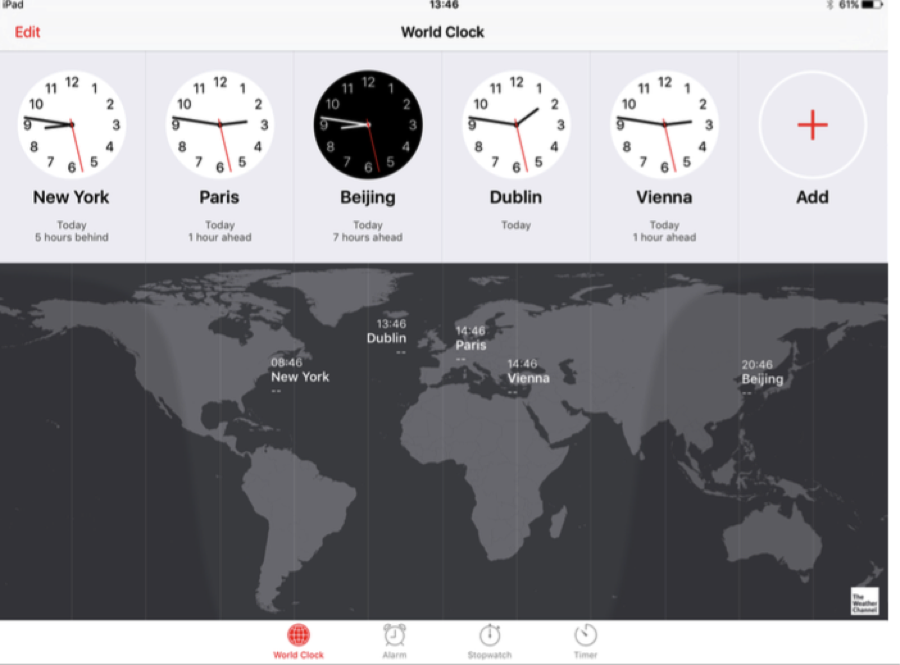 iPad 13:46 61%
Edit World Clock
12 1 2 3 4 5 6 7 8 9 10 11
12 1 2 3 4 5 6 7 8 9 10 11
12 1 2 3 4 5 6 7 8 9 10 11
12 1 2 3 4 5 6 7 8 9 10 11
12 1 2 3 4 5 6 7 8 9 10 11
New York Paris Beijing Dublin Vienna Add
Today Today Today Today Today
5 hours behind 1 hour ahead 7 hours ahead 1 hour ahead
13:46
Dublin
--
14:46
Paris
--
08:46
New York
--
14:46
Vienna
--
20:46
Beijing
--
The
Weather
Channel
World Clock Alarm Stopwatch Timer